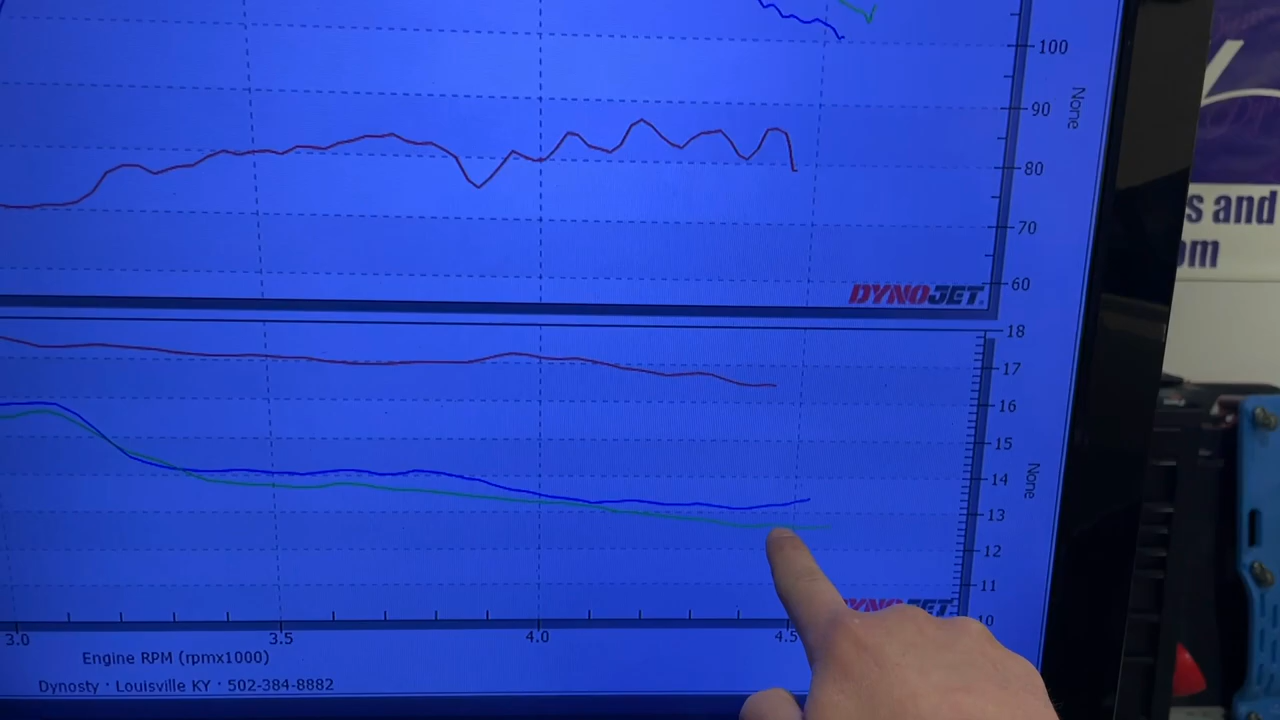 100
90
None
80
70
60
DYNOJET.
18
17
16
15
14
None
13
12
11
10
3.0 3.5 4.0 4.5
Engine RPM (rpmx1000)
Dynosty · Louisville KY · 502-384-8882
s and
om